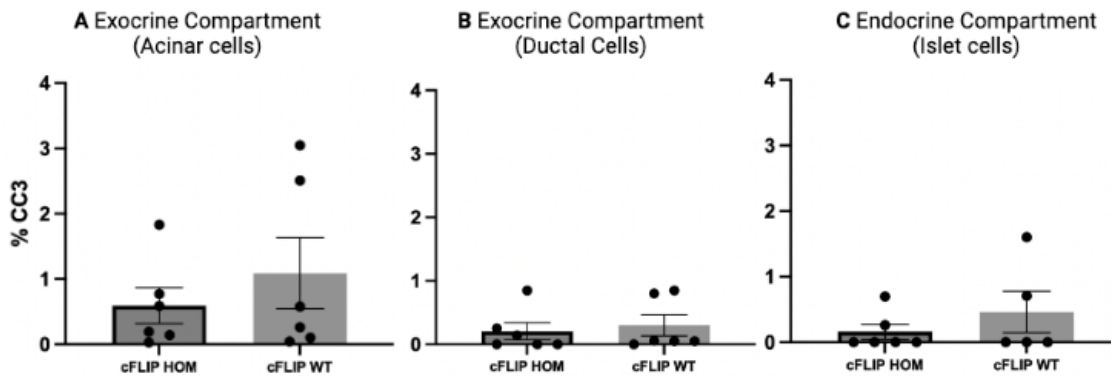 A Exocrine Compartment
(Acinar cells)
B Exocrine Compartment
(Ductal Cells)
C Endocrine Compartment
(Islet cells)
% CC3
4
3
2
1
0
cFLIP HOM
cFLIP WT
4
3
2
1
0
cFLIP HOM
cFLIP WT
4
3
2
1
0
cFLIP HOM
cFLIP WT